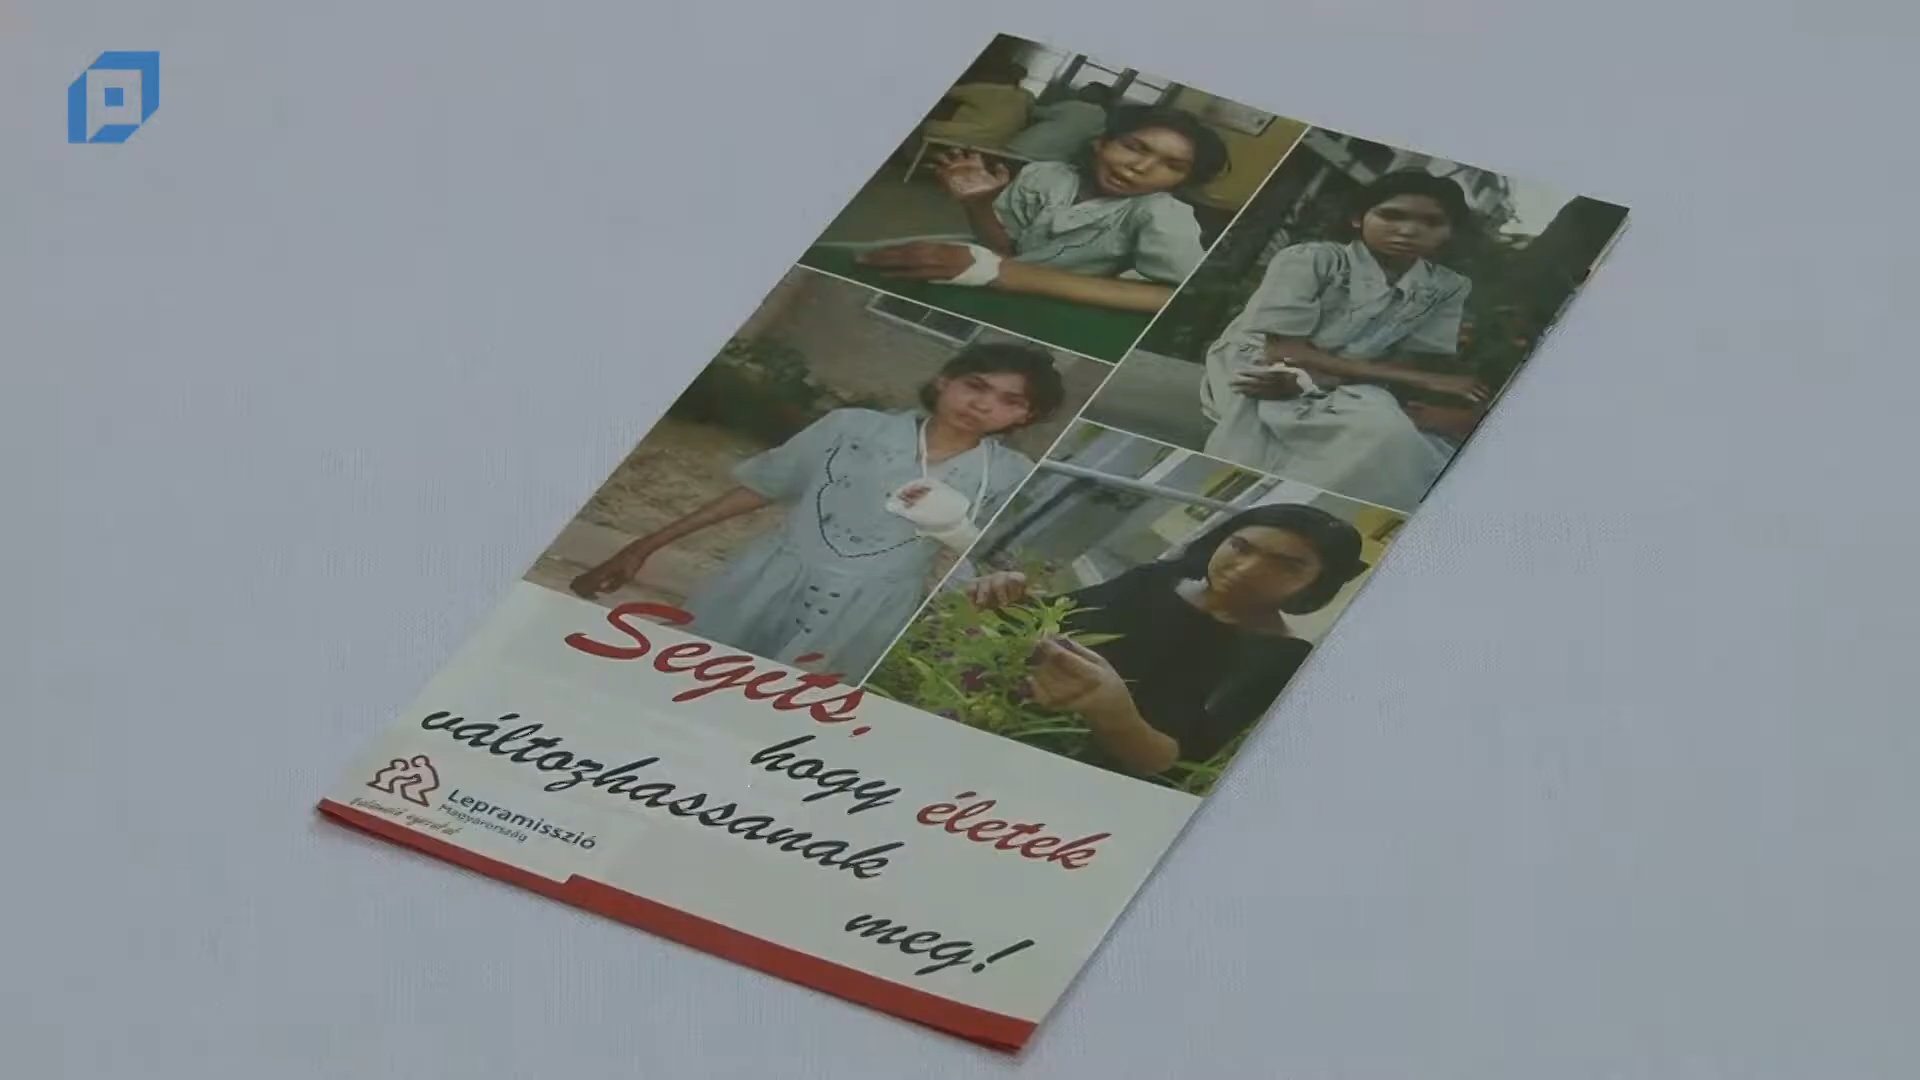 Segíts,
hogy életek
változhassanak
meg!
Lepramisszió
Magyarország